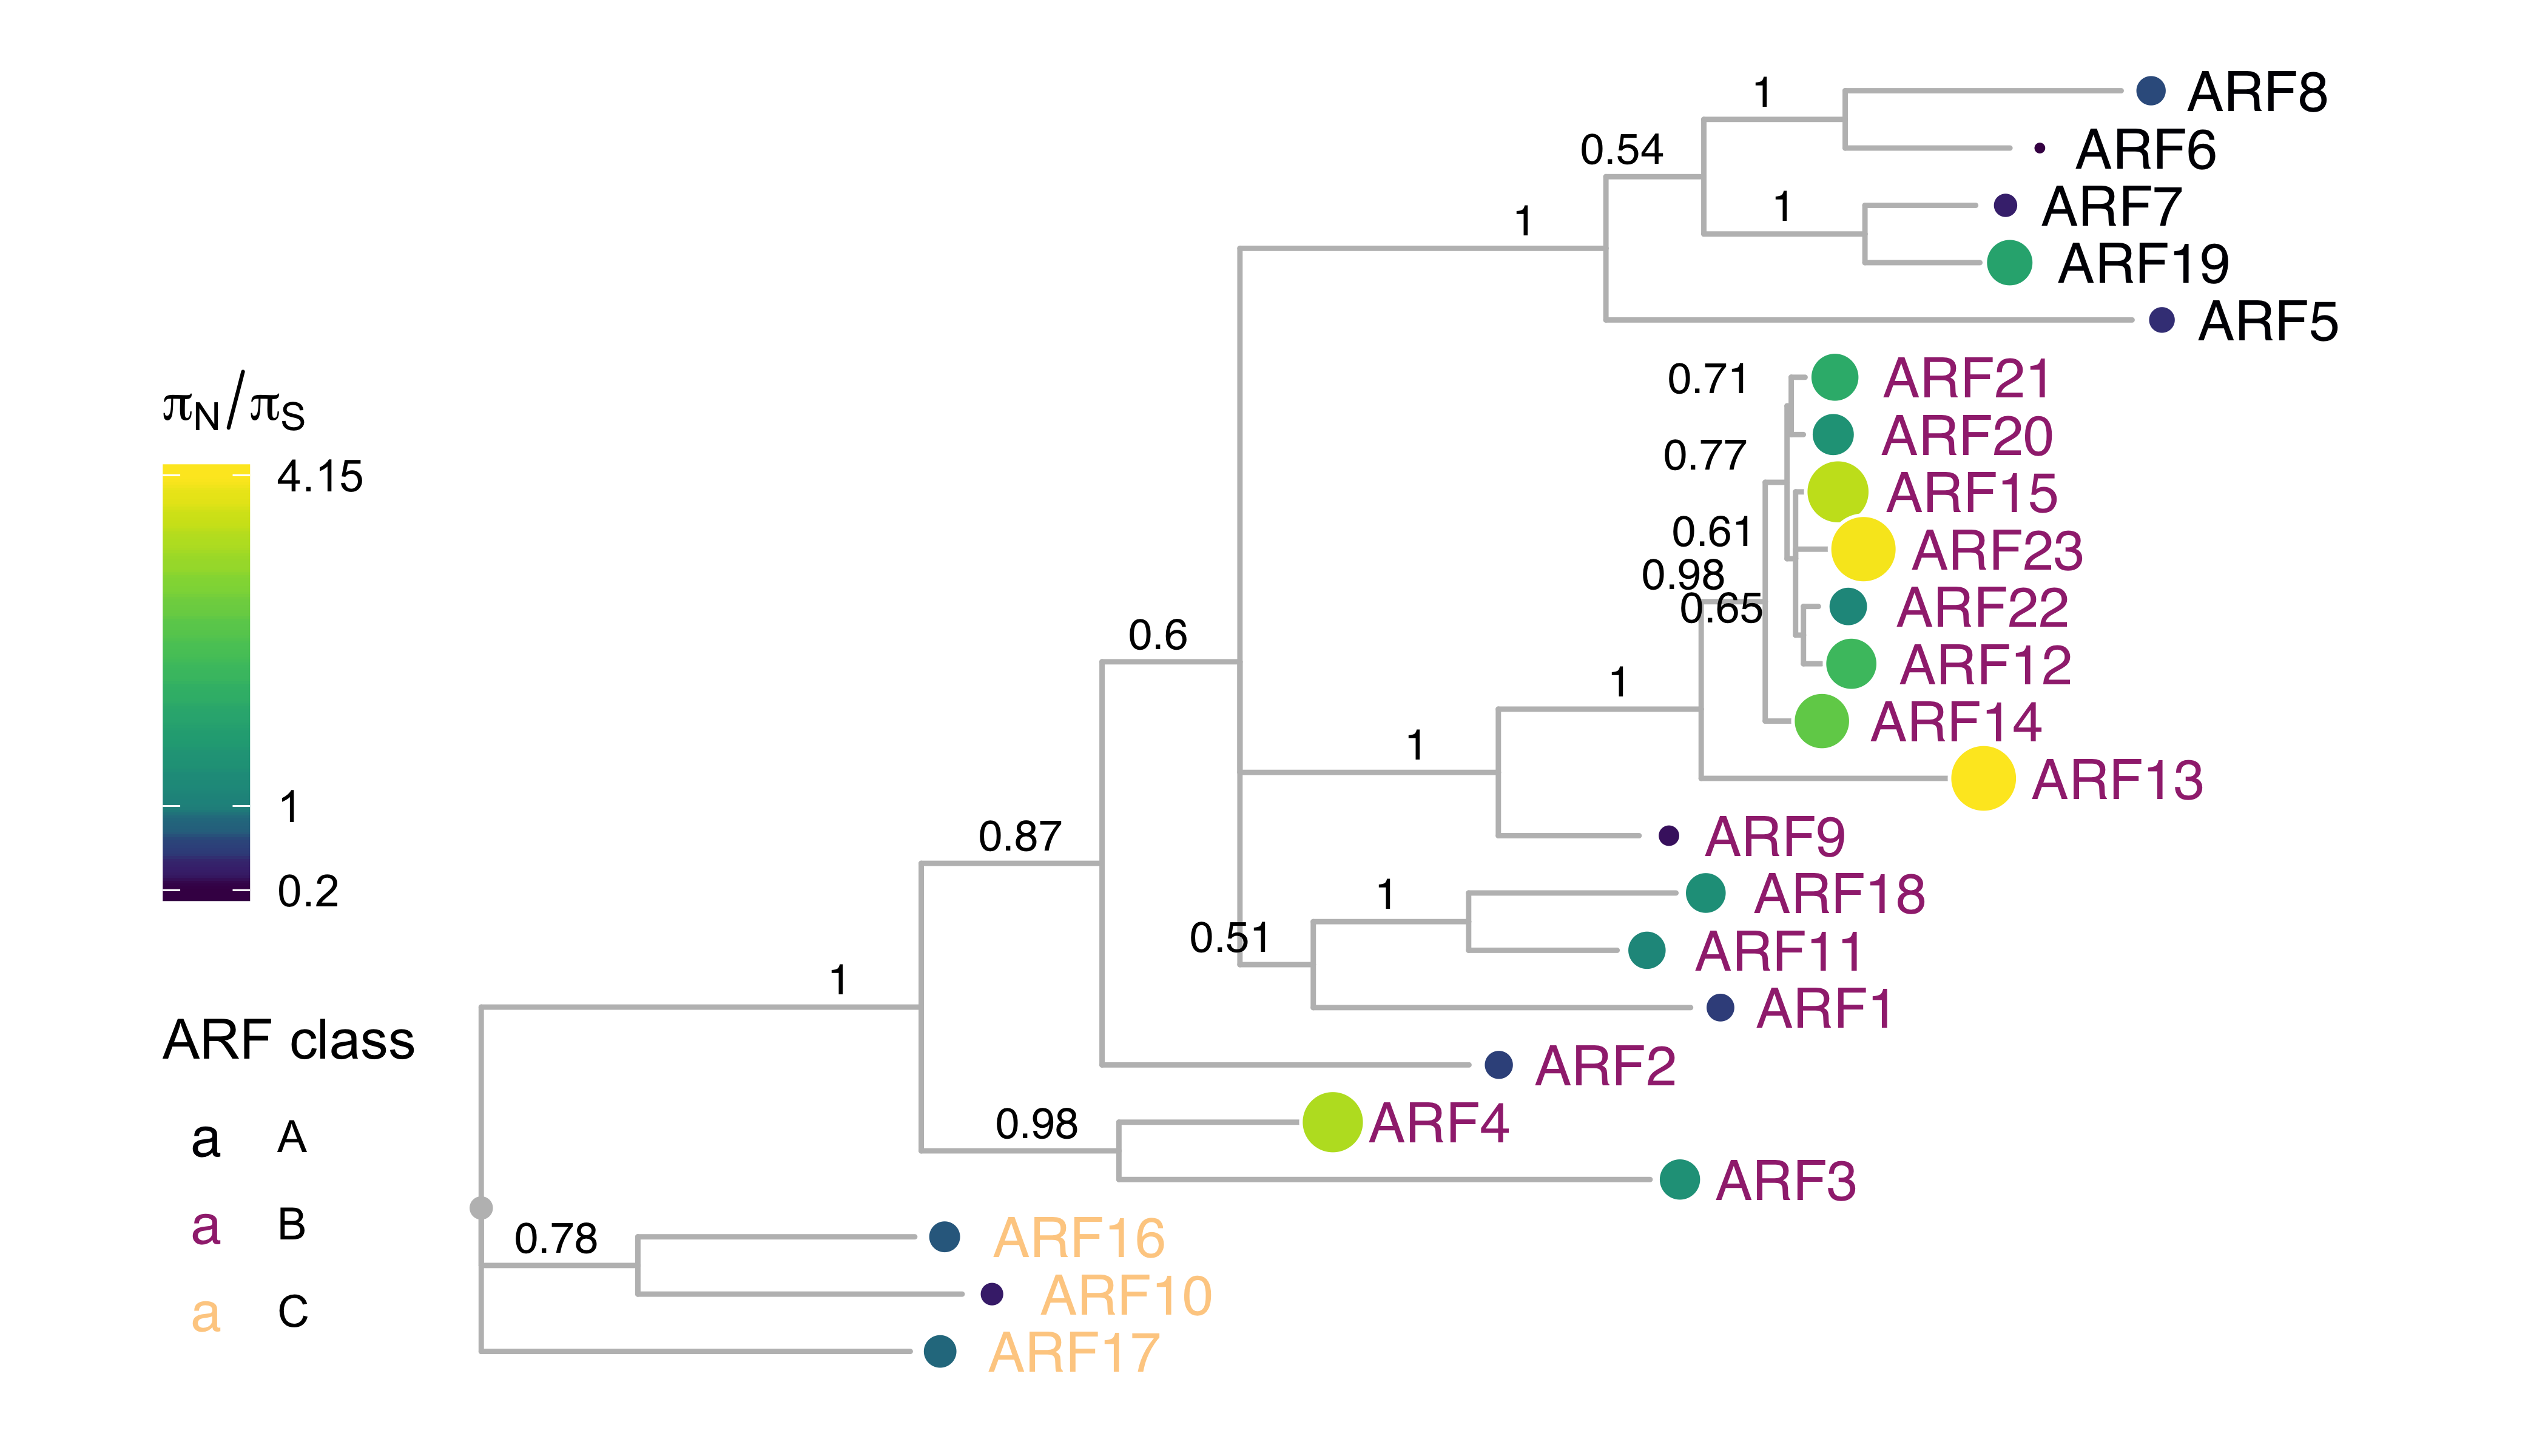 1
ARF8
0.54
ARF6
1
1
ARF7
ARF19
ARF5
πN/πS
4.15
1
0.2
0.71
ARF21
ARF20
0.77
ARF15
0.61
ARF23
0.98
0.65
ARF22
ARF12
1
ARF14
1
ARF13
0.6
0.87
ARF9
1
ARF18
0.51
ARF11
1
ARF1
ARF2
0.98
ARF4
ARF3
ARF class
a A
a B
a C
0.78
ARF16
ARF10
ARF17